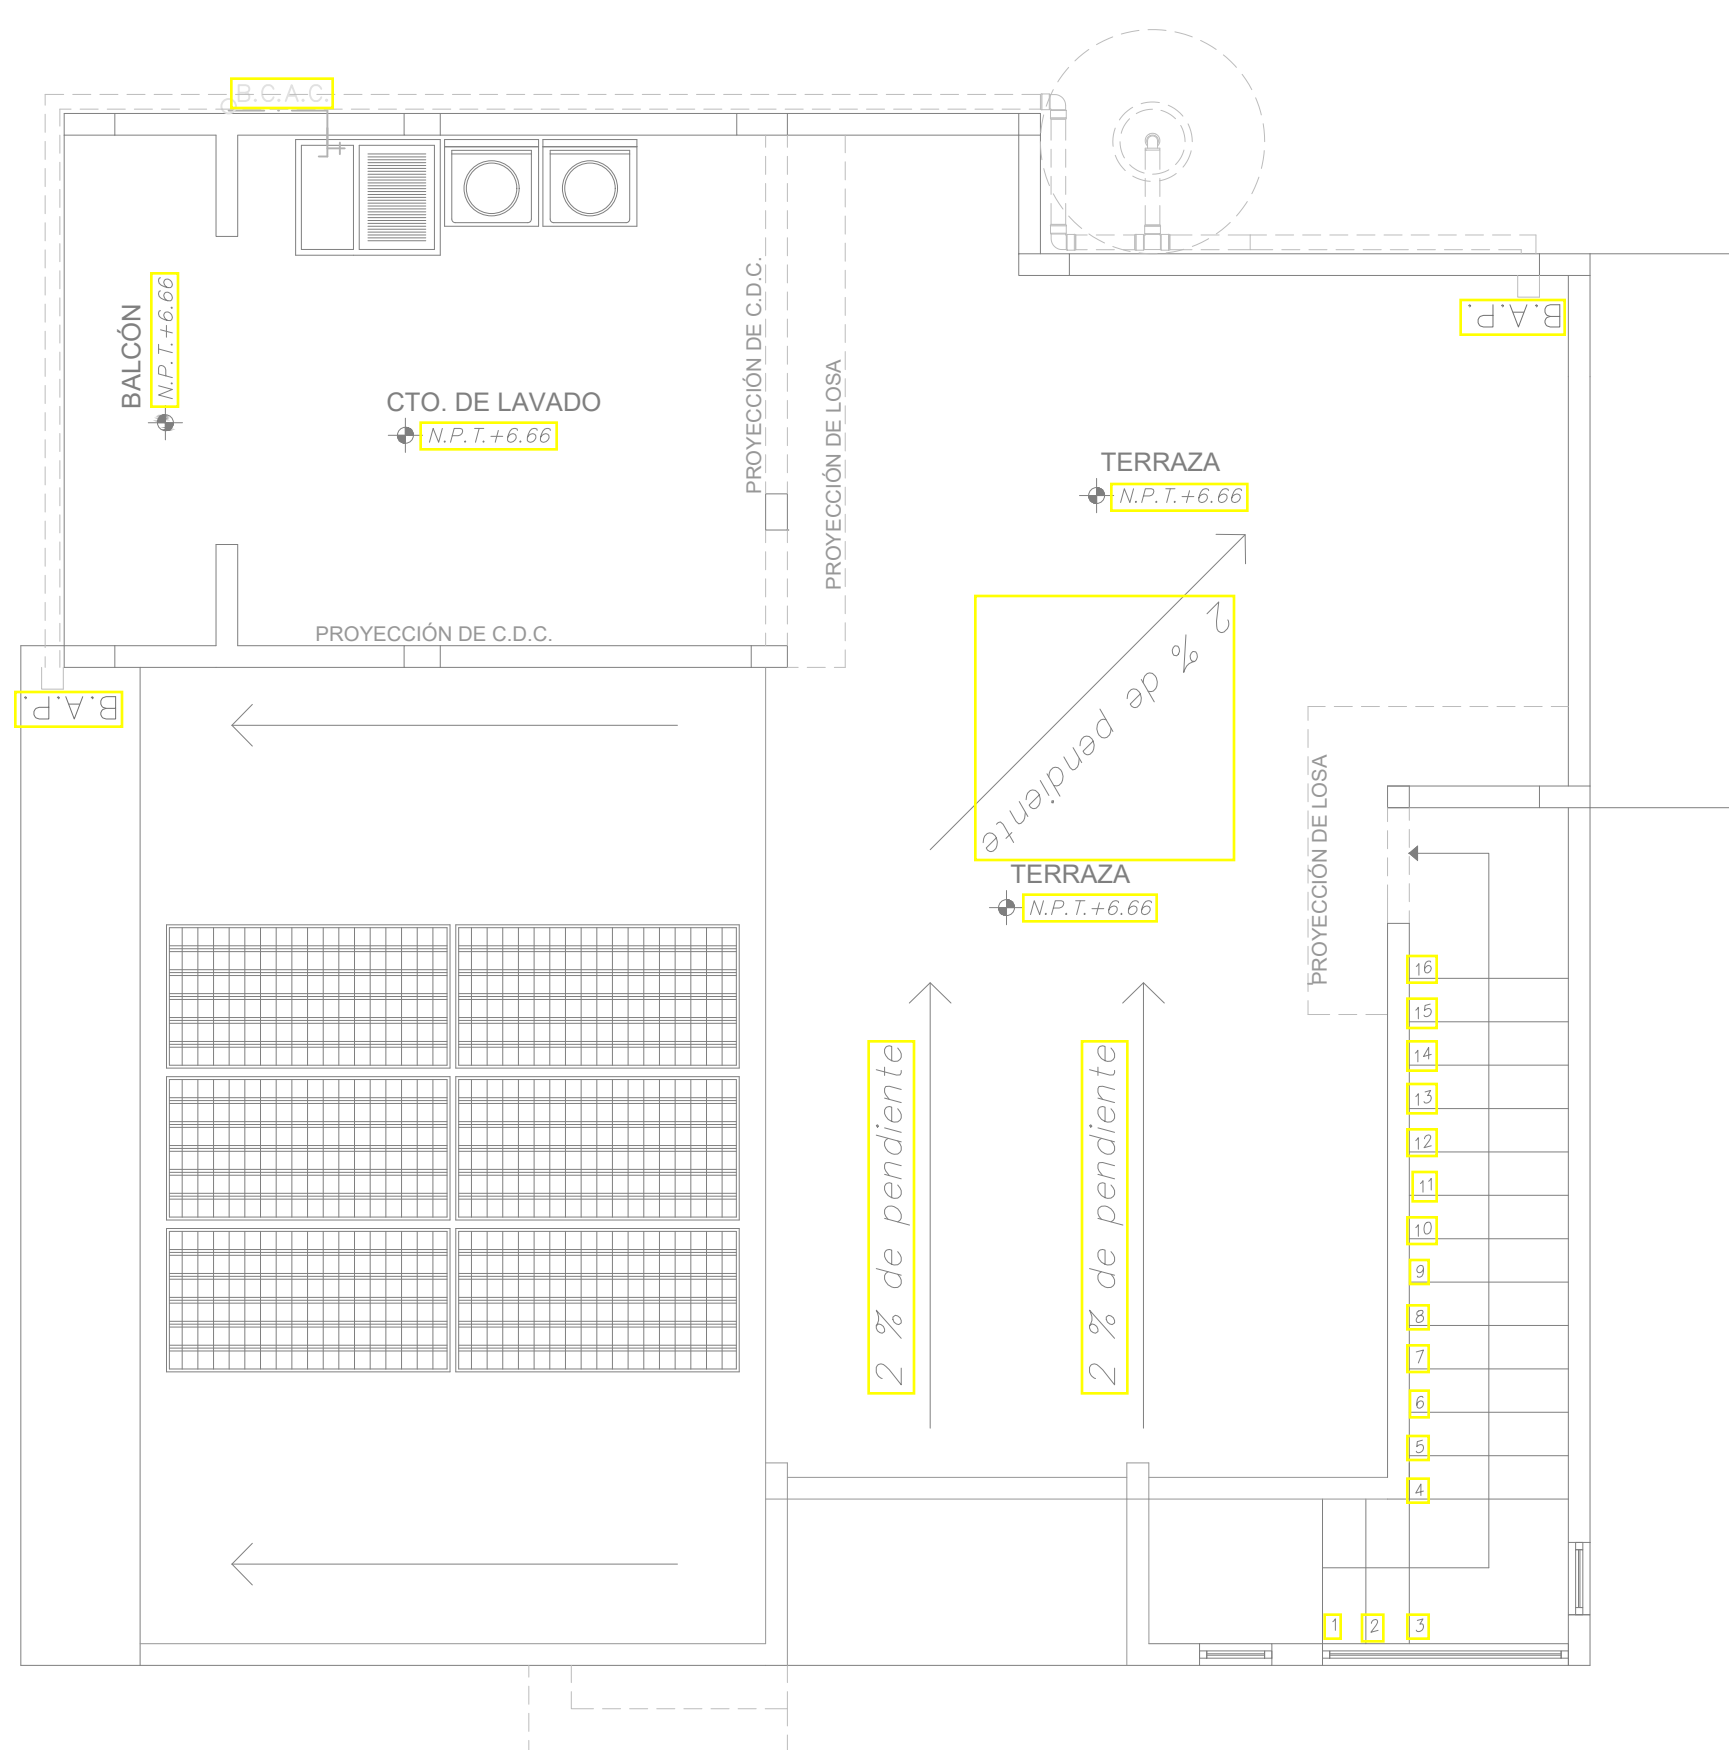 B.C.A.C.
BALCÓN
N.P.T.+6.66
CTO. DE LAVADO
N.P.T.+6.66
PROYECCIÓN DE C.D.C.
PROYECCIÓN DE LOSA
B.A.P.
TERRAZA
N.P.T.+6.66
2 % de pendiente
PROYECCIÓN DE C.D.C.
B.A.P.
TERRAZA
N.P.T.+6.66
PROYECCIÓN DE LOSA
2 % de pendiente
2 % de pendiente
16
15
14
13
12
11
10
9
8
7
6
5
4
1
2
3